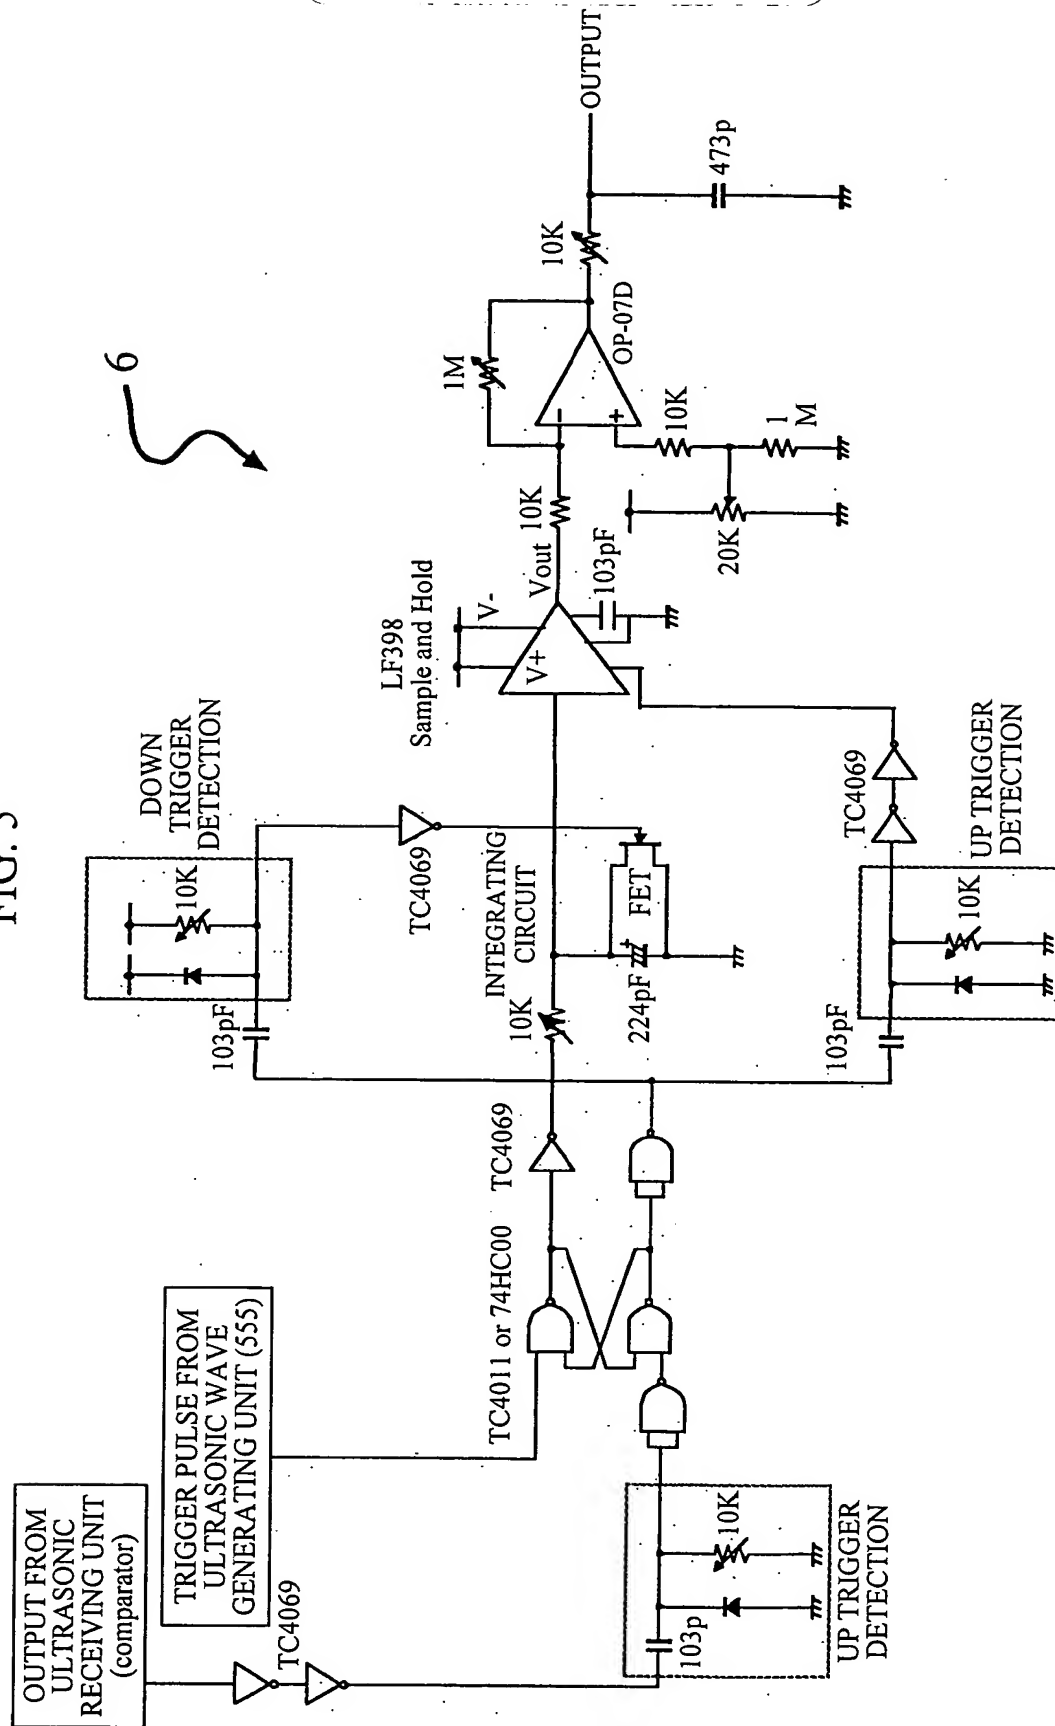 FIG. 5
6
OUTPUT FROM
ULTRASONIC
RECEIVING UNIT
(comparator)
TRIGGER PULSE FROM
ULTRASONIC WAVE
GENERATING UNIT (555)
TC4069
103p
10K
UP TRIGGER
DETECTION
TC4011 or 74HC00
TC4069
103pF
10K
DOWN
TRIGGER
DETECTION
TC4069
10K
INTEGRATING
CIRCUIT
224pF
+
FET
103pF
10K
UP TRIGGER
DETECTION
TC4069
LF398
Sample and Hold
V+
V-
Vout
103pF
10K
20K
10K
1
M
1M
-
+
OP-07D
10K
473p
OUTPUT